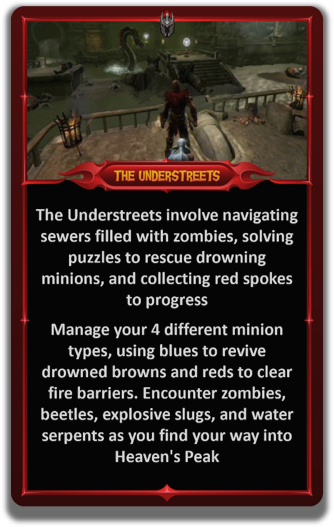 THE UNDERSTREETS
The Understreets involve navigating
sewers filled with zombies, solving
puzzles to rescue drowning
minions, and collecting red spokes
to progress
Manage your 4 different minion
types, using blues to revive
drowned browns and reds to clear
fire barriers. Encounter zombies,
beetles, explosive slugs, and water
serpents as you find your way into
Heaven's Peak